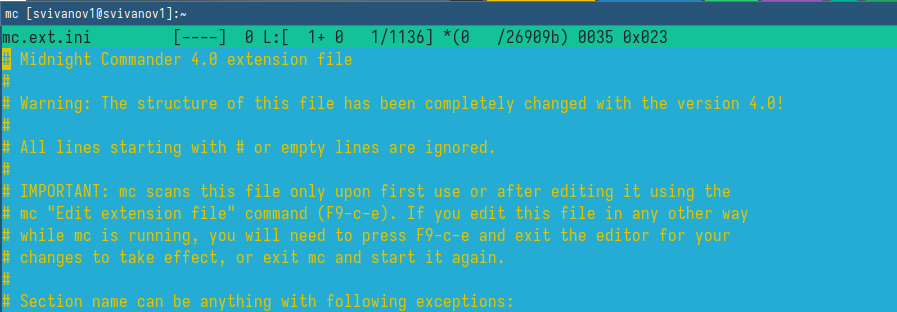 mc [svivanov1@svivanov1]:~
mc.ext.ini         [----]  0 L:[  1+ 0   1/1136] *(0   /26909b) 0035 0x023
# Midnight Commander 4.0 extension file
#
# Warning: The structure of this file has been completely changed with the version 4.0!
#
# All lines starting with # or empty lines are ignored.
#
# IMPORTANT: mc scans this file only upon first use or after editing it using the
# mc "Edit extension file" command (F9-c-e). If you edit this file in any other way
# while mc is running, you will need to press F9-c-e and exit the editor for your
# changes to take effect, or exit mc and start it again.
#
# Section name can be anything with following exceptions: